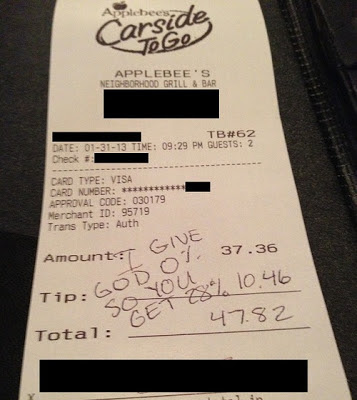 Applebee's
Carside
To Go
APPLEBEE'S
NEIGHBORHOOD GRILL & BAR
TB#62
DATE: 01-31-13 TIME: 09:29 PM GUESTS: 2
Check #:
CARD TYPE: VISA
CARD NUMBER: ************
APPROVAL CODE: 030179
Merchant ID: 95719
Trans Type: Auth
Amount: 37.36
I GIVE
GOD 0%
Tip: 10.46
SO YOU
GET 28%
Total: 47.82
X